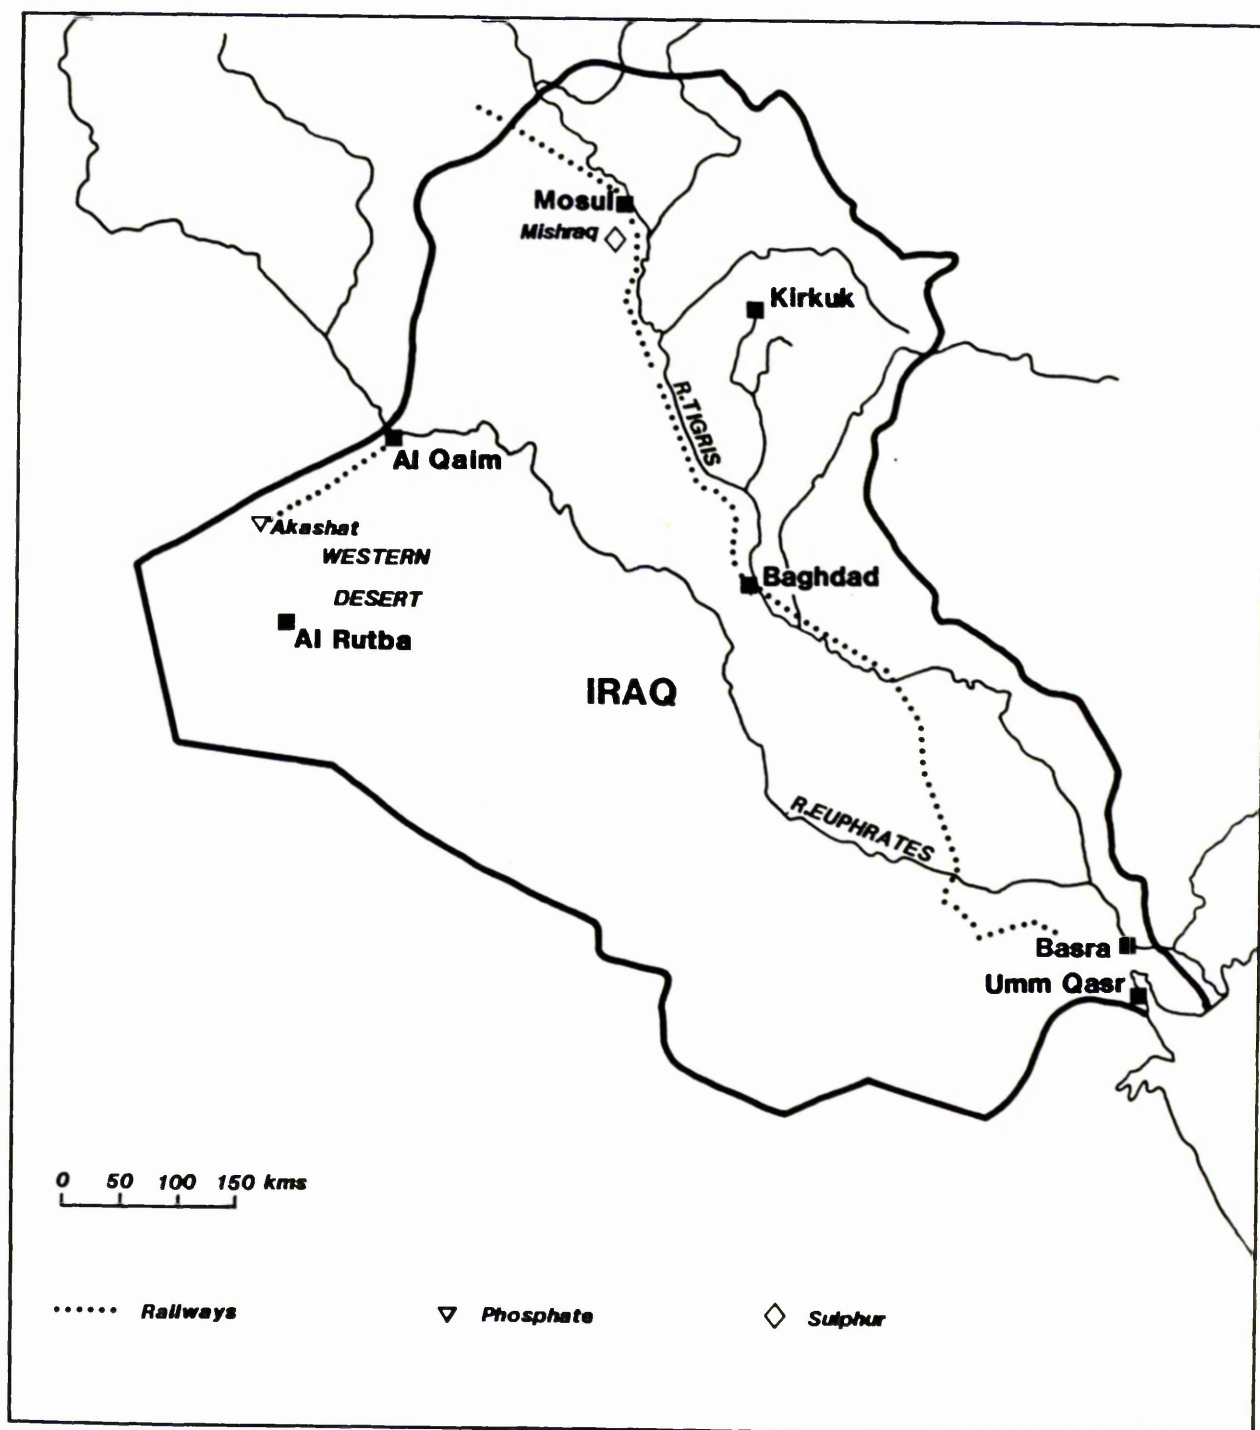 Mosul
Mishraq
Kirkuk
R.TIGRIS
Al Qaim
Akashat
WESTERN
DESERT
Baghdad
Al Rutba
IRAQ
R.EUPHRATES
Basra
Umm Qasr
0 50 100 150 kms
Railways Phosphate Sulphur